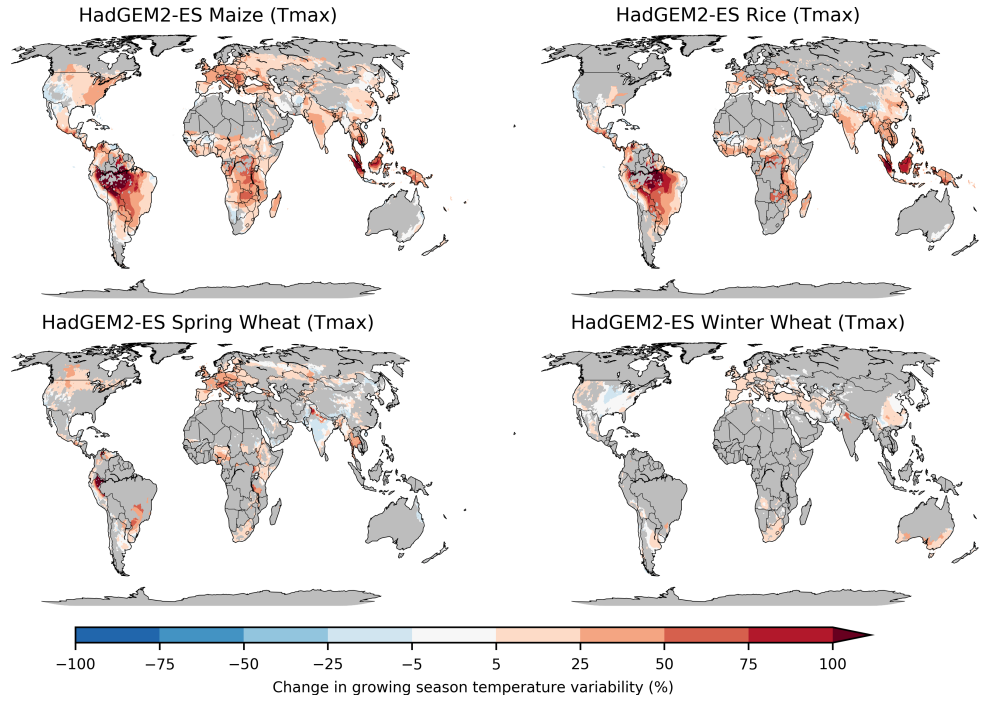 HadGEM2-ES Maize (Tmax)
HadGEM2-ES Rice (Tmax)
HadGEM2-ES Spring Wheat (Tmax)
HadGEM2-ES Winter Wheat (Tmax)
−100 −75 −50 −25 −5 5 25 50 75 100
Change in growing season temperature variability (%)